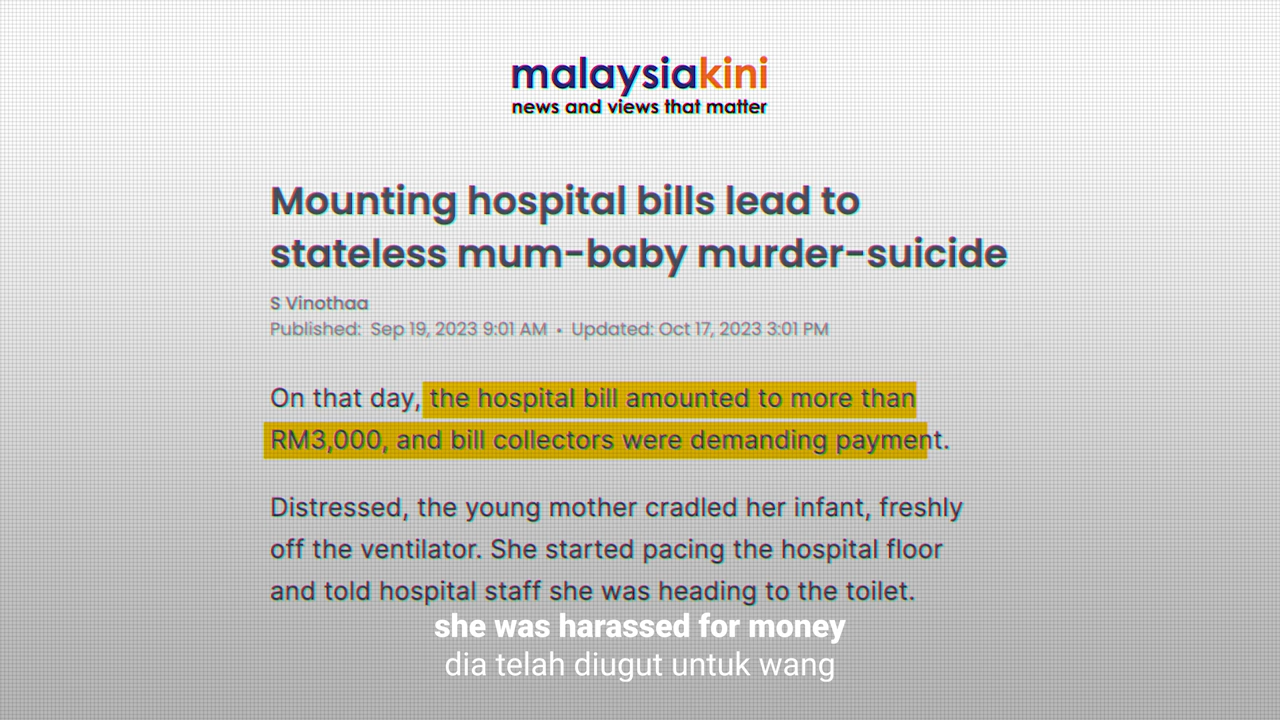 malaysiakini
news and views that matter
Mounting hospital bills lead to
stateless mum-baby murder-suicide
S Vinothaa
Published: Sep 19, 2023 9:01 AM • Updated: Oct 17, 2023 3:01 PM
On that day, the hospital bill amounted to more than
RM3,000, and bill collectors were demanding payment.
Distressed, the young mother cradled her infant, freshly
off the ventilator. She started pacing the hospital floor
and told hospital staff she was heading to the toilet.
she was harassed for money
dia telah diugut untuk wang